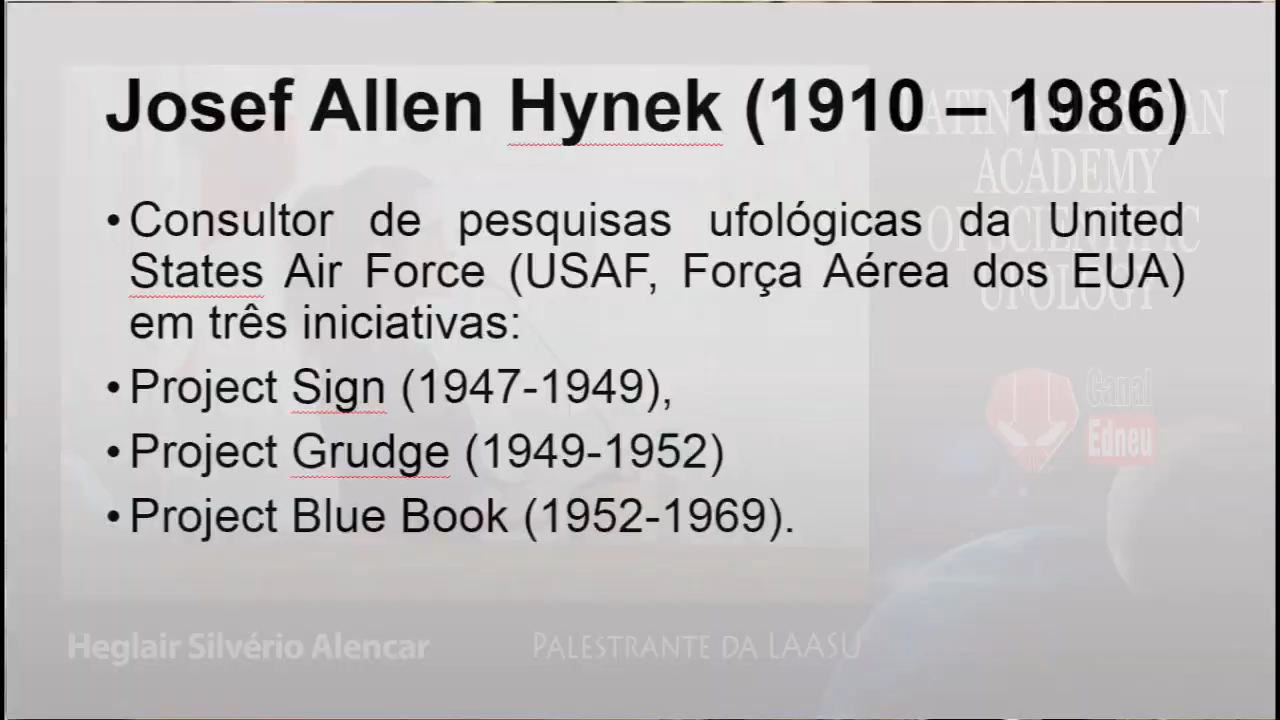 Josef Allen Hynek (1910 – 1986)
• Consultor de pesquisas ufológicas da United
States Air Force (USAF, Força Aérea dos EUA)
em três iniciativas:
• Project Sign (1947-1949),
• Project Grudge (1949-1952)
• Project Blue Book (1952-1969).
LATIN AMERICAN
ACADEMY
OF SCIENTIFIC
UFOLOGY
Canal
Edneu
Heglair Silvério Alencar
PALESTRANTE DA LAASU